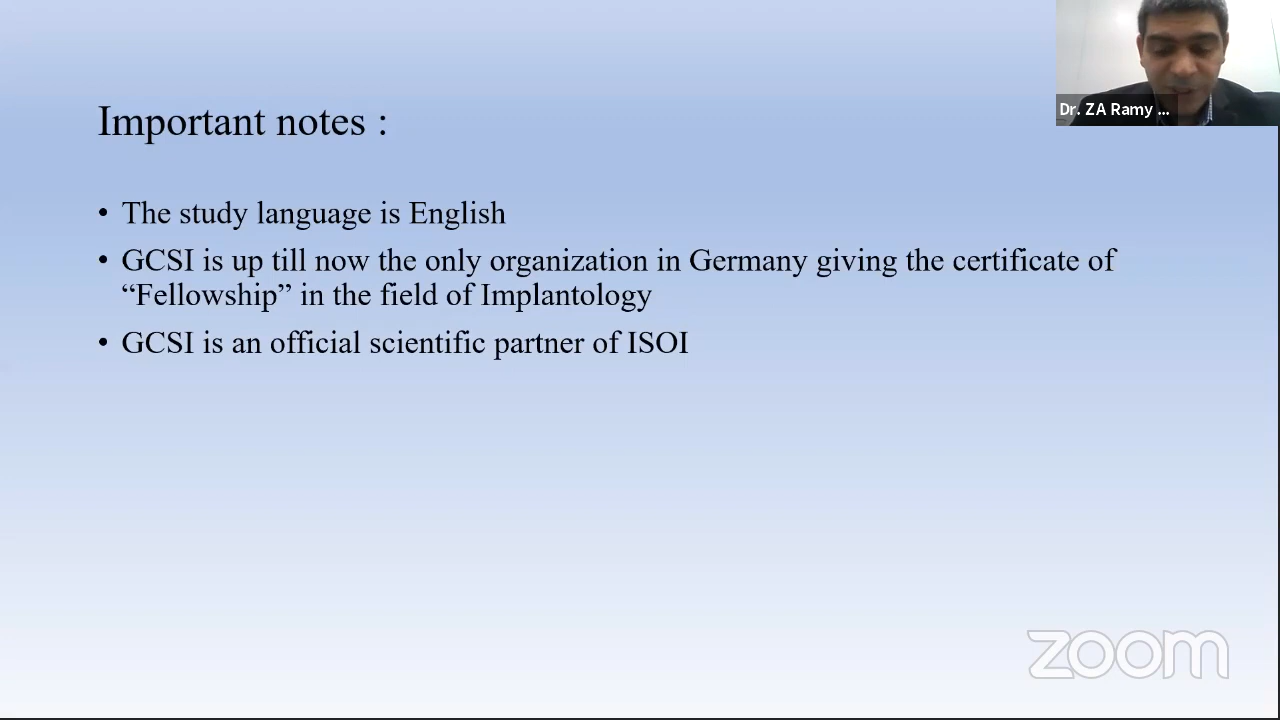 Dr. ZA Ramy ...
Important notes :
• The study language is English
• GCSI is up till now the only organization in Germany giving the certificate of
“Fellowship” in the field of Implantology
• GCSI is an official scientific partner of ISOI
zoom